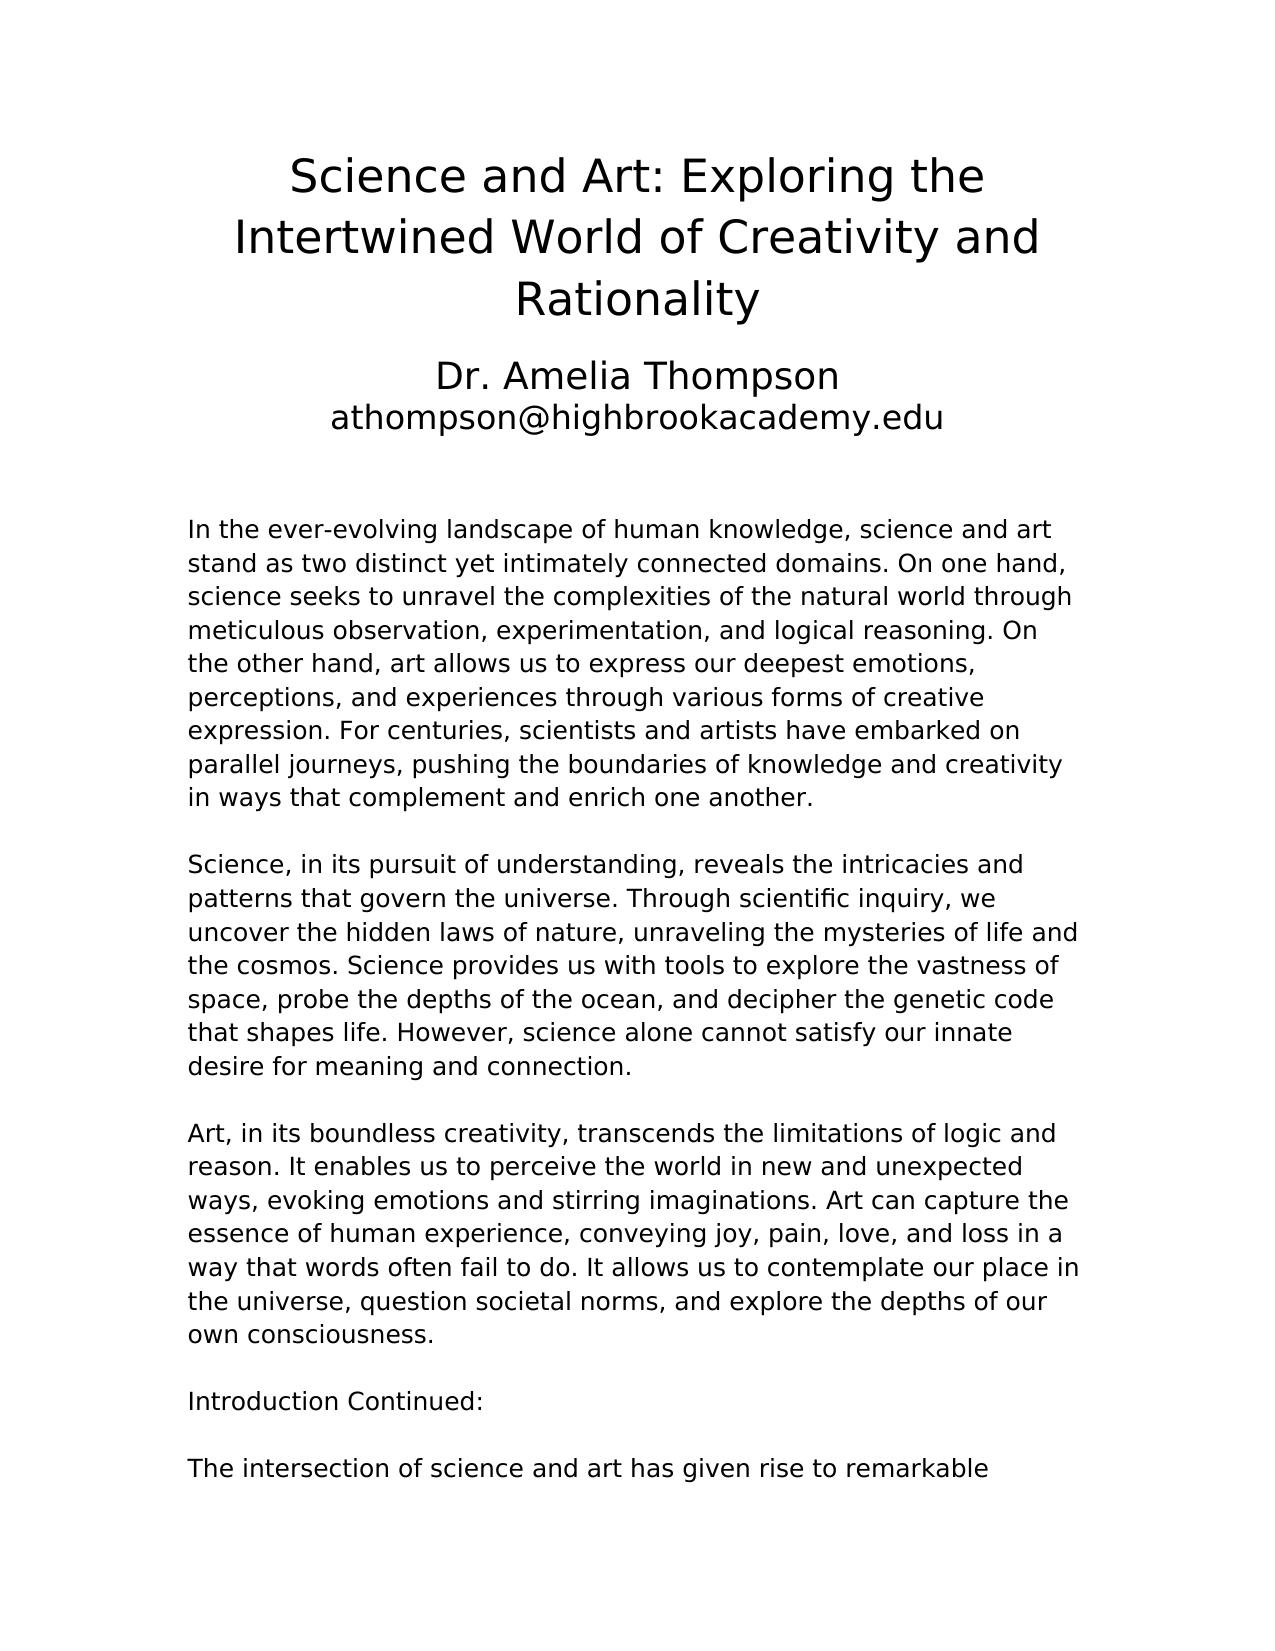 Science and Art: Exploring the
Intertwined World of Creativity and
Rationality
Dr. Amelia Thompson
athompson@highbrookacademy.edu
In the ever-evolving landscape of human knowledge, science and art
stand as two distinct yet intimately connected domains. On one hand,
science seeks to unravel the complexities of the natural world through
meticulous observation, experimentation, and logical reasoning. On
the other hand, art allows us to express our deepest emotions,
perceptions, and experiences through various forms of creative
expression. For centuries, scientists and artists have embarked on
parallel journeys, pushing the boundaries of knowledge and creativity
in ways that complement and enrich one another.
Science, in its pursuit of understanding, reveals the intricacies and
patterns that govern the universe. Through scientific inquiry, we
uncover the hidden laws of nature, unraveling the mysteries of life and
the cosmos. Science provides us with tools to explore the vastness of
space, probe the depths of the ocean, and decipher the genetic code
that shapes life. However, science alone cannot satisfy our innate
desire for meaning and connection.
Art, in its boundless creativity, transcends the limitations of logic and
reason. It enables us to perceive the world in new and unexpected
ways, evoking emotions and stirring imaginations. Art can capture the
essence of human experience, conveying joy, pain, love, and loss in a
way that words often fail to do. It allows us to contemplate our place in
the universe, question societal norms, and explore the depths of our
own consciousness.
Introduction Continued:
The intersection of science and art has given rise to remarkable